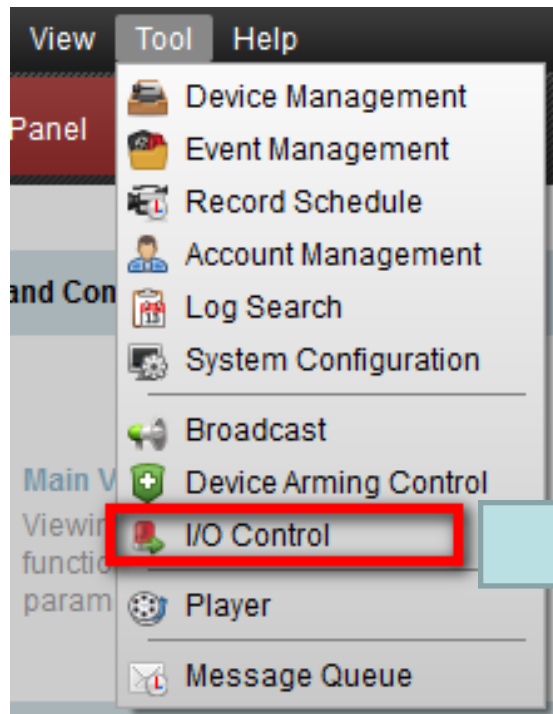 View Tool Help
Panel
Device Management
Event Management
Record Schedule
Account Management
and Con
Log Search
System Configuration
Broadcast
Main V
Device Arming Control
Viewin
I/O Control
functio
param
Player
Message Queue